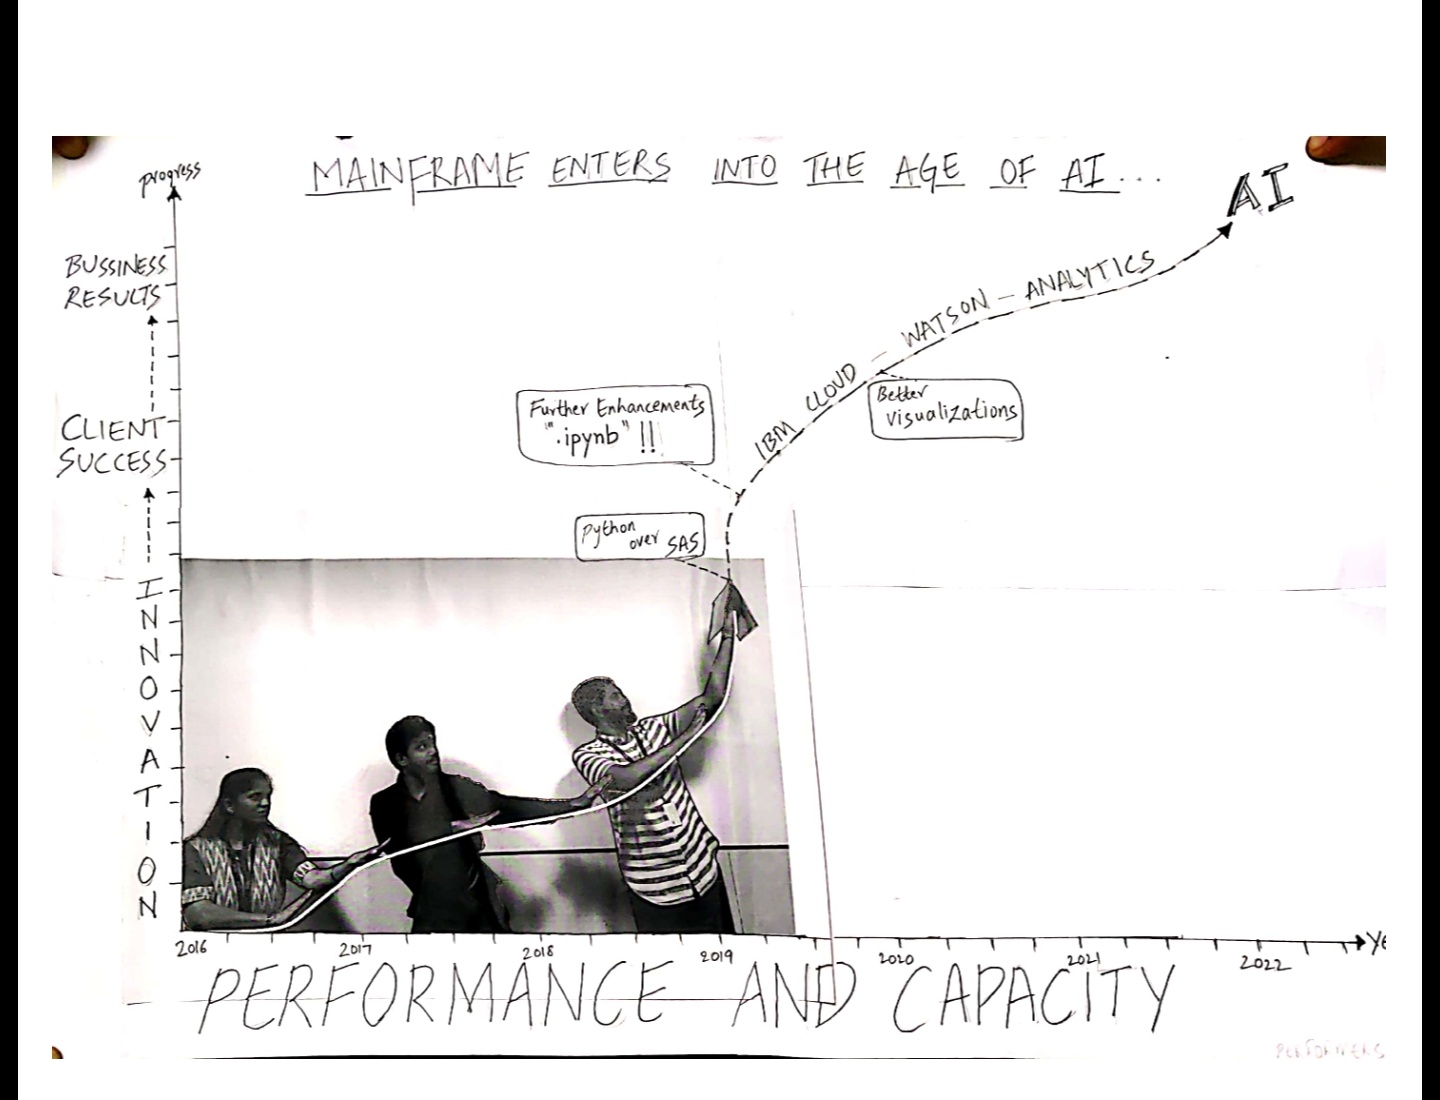 MAINFRAME ENTERS INTO THE AGE OF AI...
progress
AI
BUSSINESS
RESULTS
CLIENT
SUCCESS
INNOVATION
IBM CLOUD - WATSON - ANALYTICS
Better
visualizations
Further Enhancements
".ipynb" !!
Python
over SAS
2016 2017 2018 2019 2020 2021 2022 Ye
PERFORMANCE AND CAPACITY
PERFORMERS